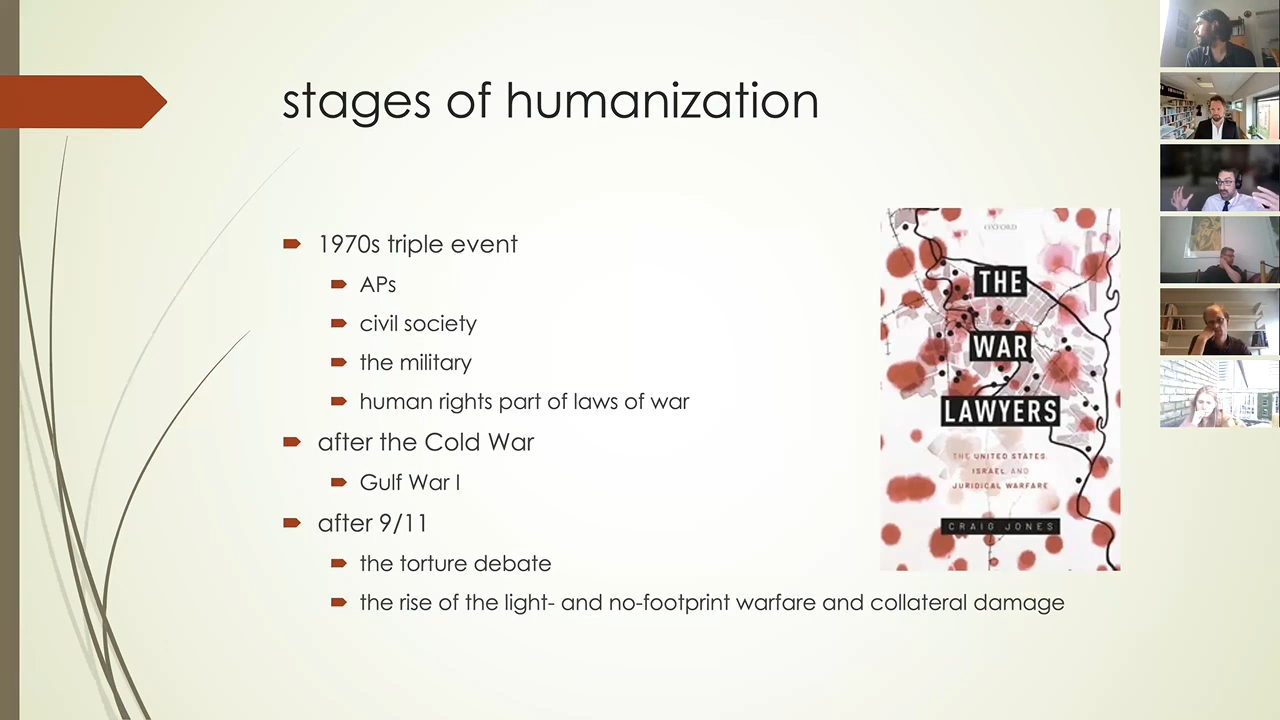 stages of humanization
1970s triple event
APs
civil society
the military
human rights part of laws of war
after the Cold War
Gulf War I
after 9/11
the torture debate
the rise of the light- and no-footprint warfare and collateral damage
OXFORD
THE
WAR
LAWYERS
THE UNITED STATES,
ISRAEL AND
JURIDICAL WARFARE
CRAIG JONES